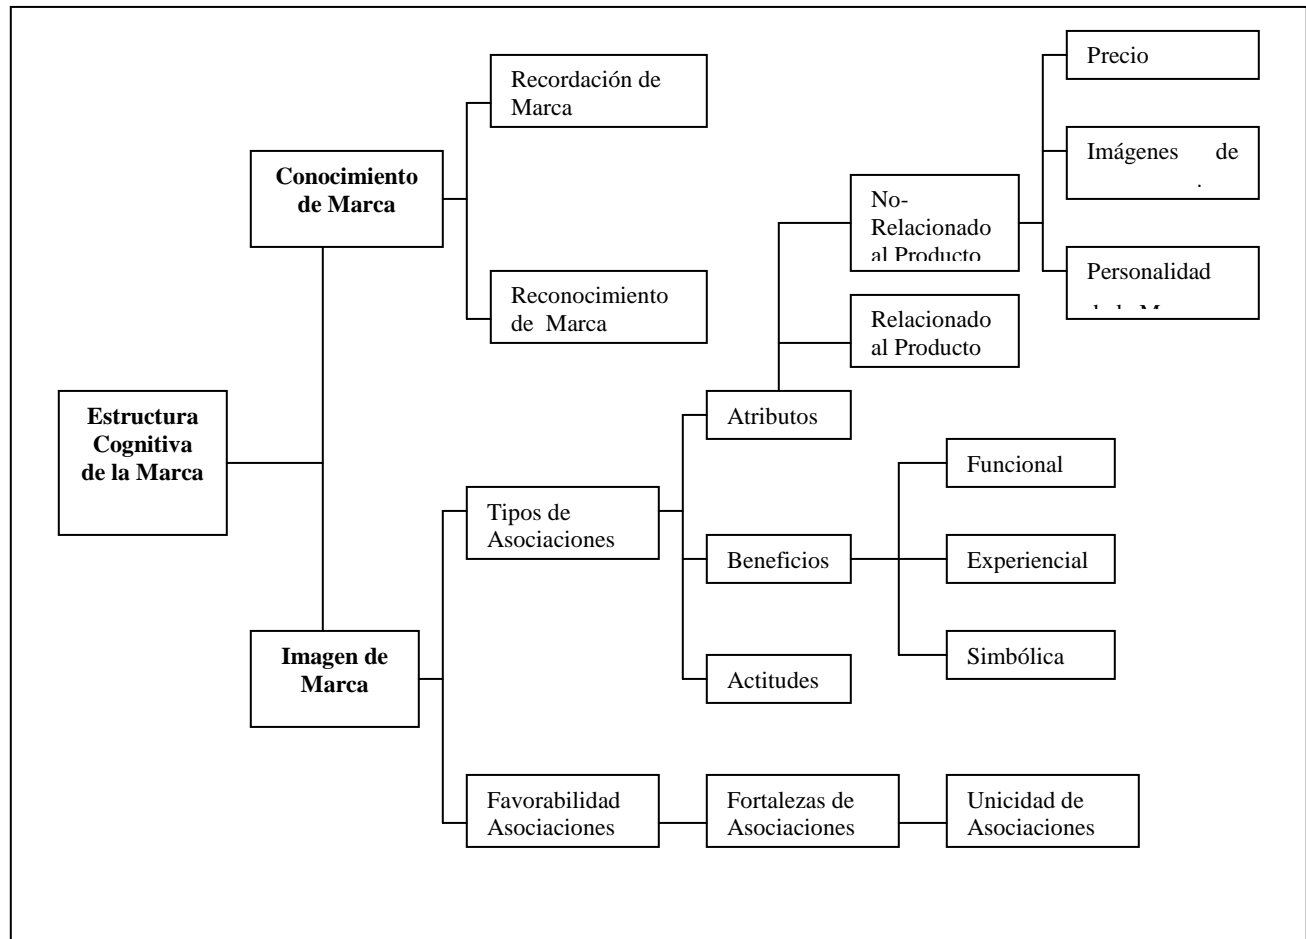 Precio
Recordación de
Marca
Imágenes de
Conocimiento
de Marca
No-
Relacionado
al Producto
Personalidad
Reconocimiento
de Marca
Relacionado
al Producto
Estructura
Cognitiva
de la Marca
Atributos
Funcional
Tipos de
Asociaciones
Beneficios
Experiencial
Imagen de
Marca
Actitudes
Simbólica
Favorabilidad
Asociaciones
Fortalezas de
Asociaciones
Unicidad de
Asociaciones